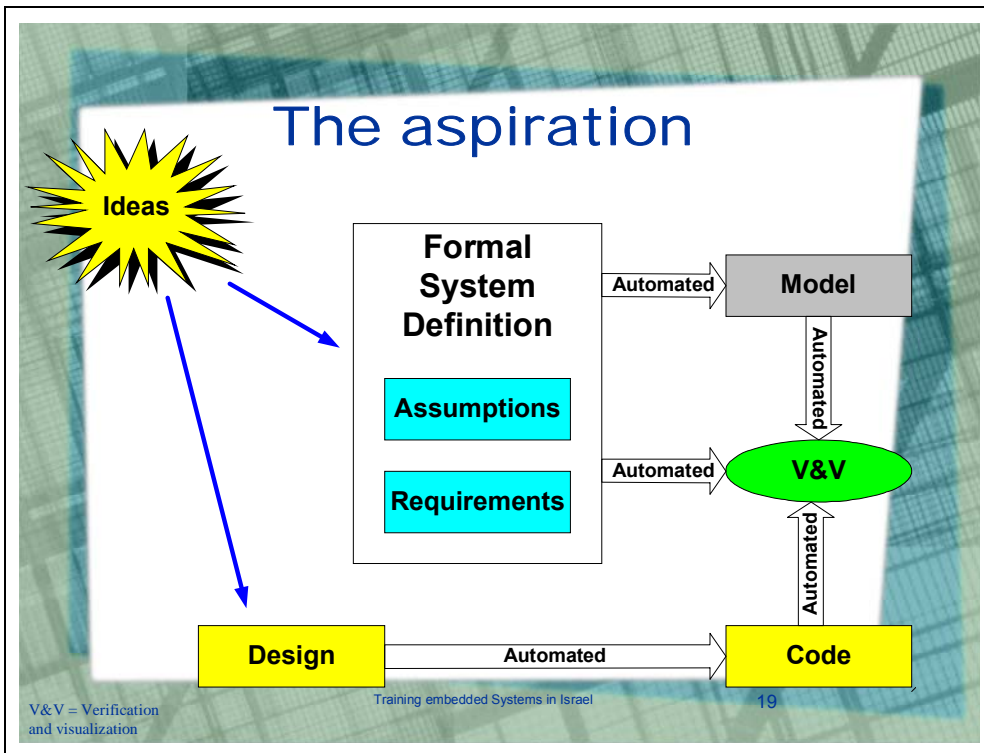 The aspiration
Ideas
Formal
System
Definition
Assumptions
Requirements
Automated
Model
Automated
Automated
V&V
Automated
Design
Automated
Code
V&V = Verification
and visualization
Training embedded Systems in Israel
19